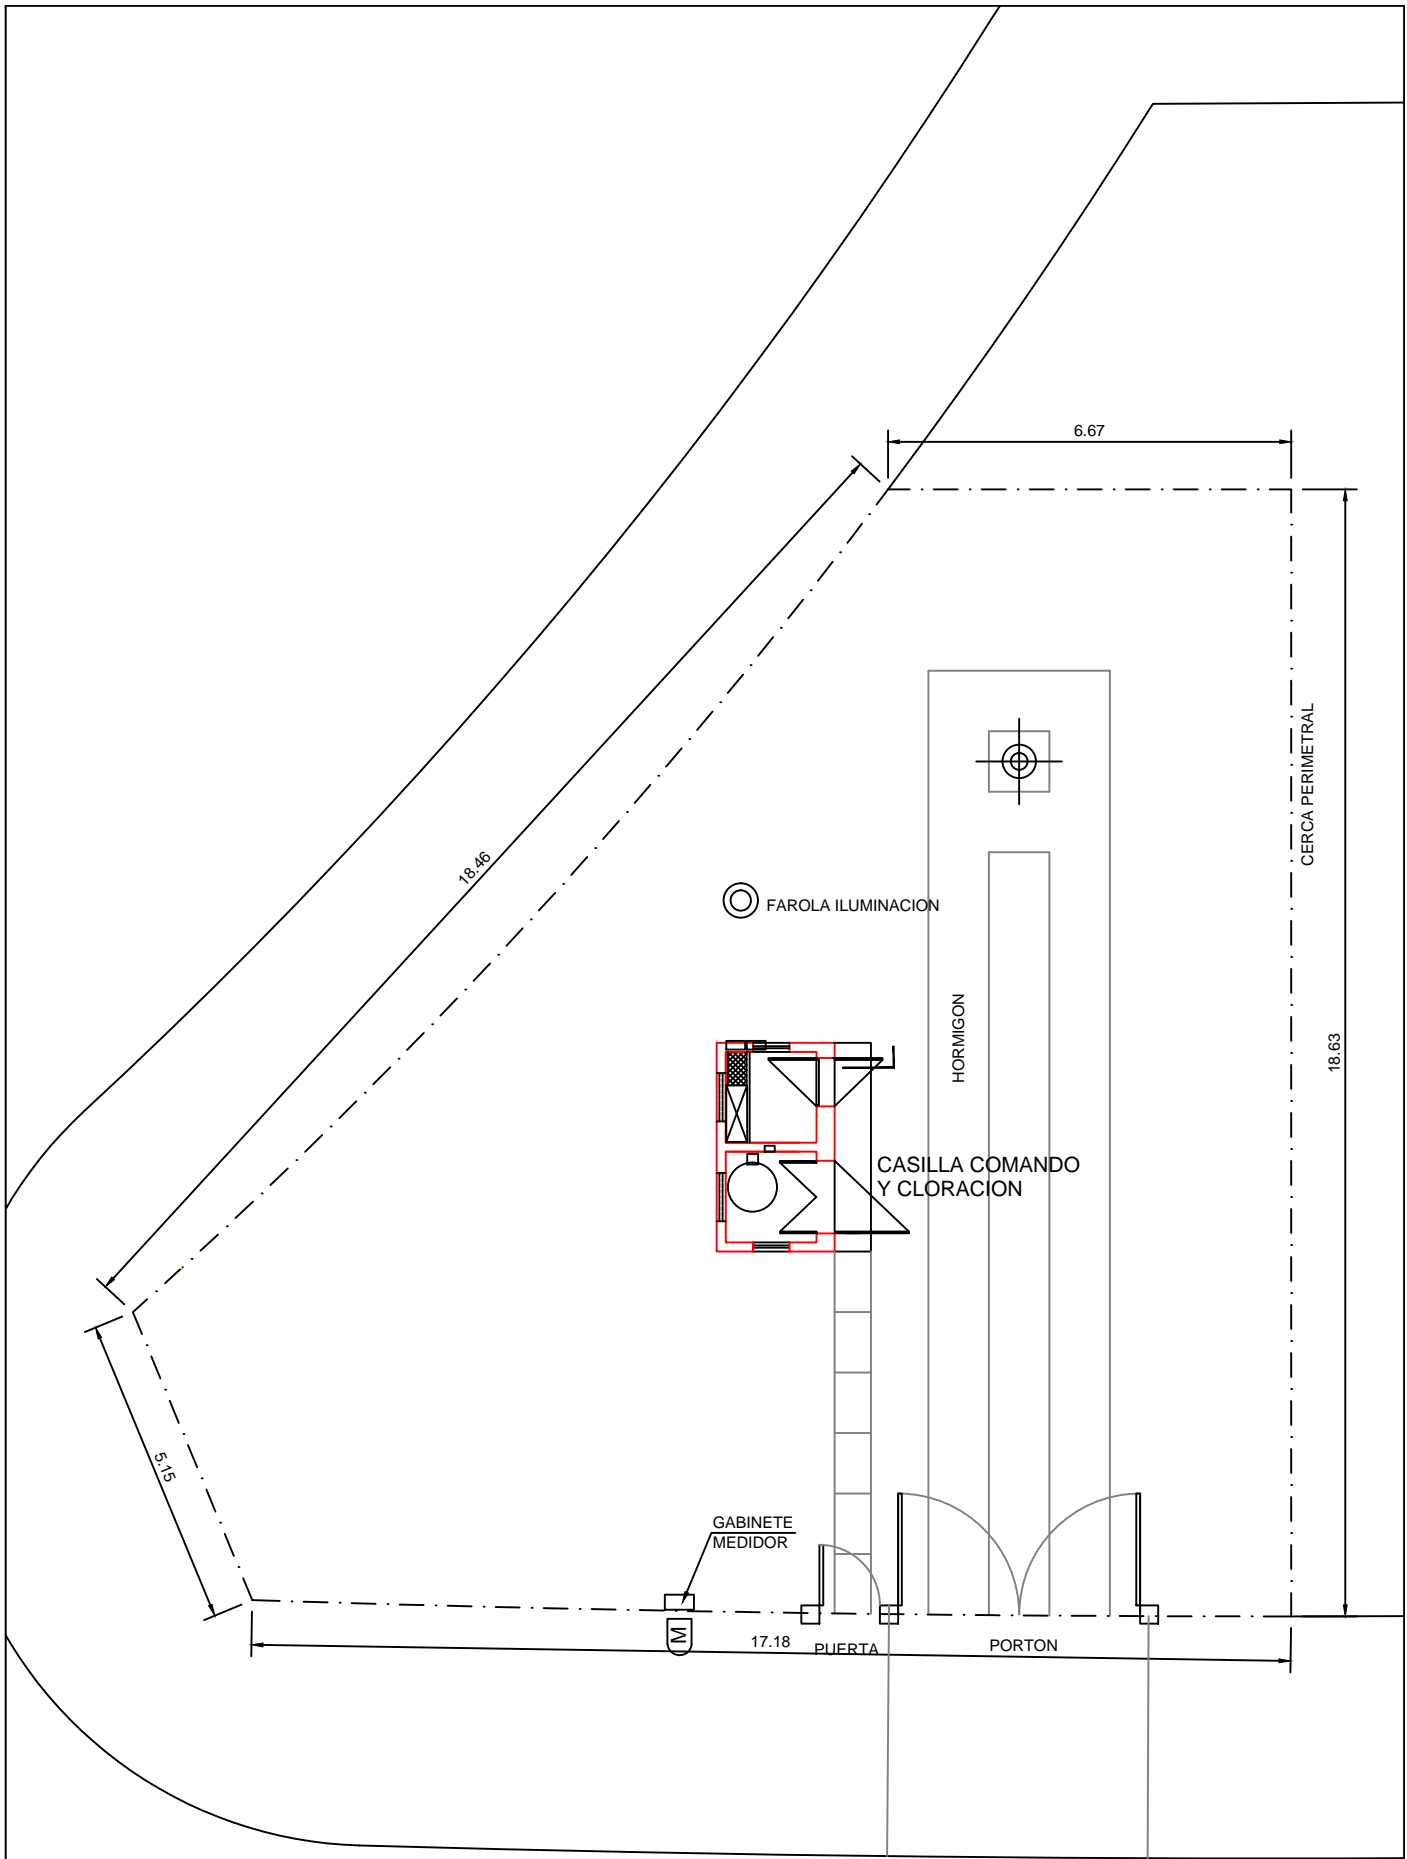 6.67
CERCA PERIMETRAL
18.46
FAROLA ILUMINACION
HORMIGON
18.63
CASILLA COMANDO
Y CLORACION
5.15
GABINETE
MEDIDOR
M
17.18
PUERTA
PORTON